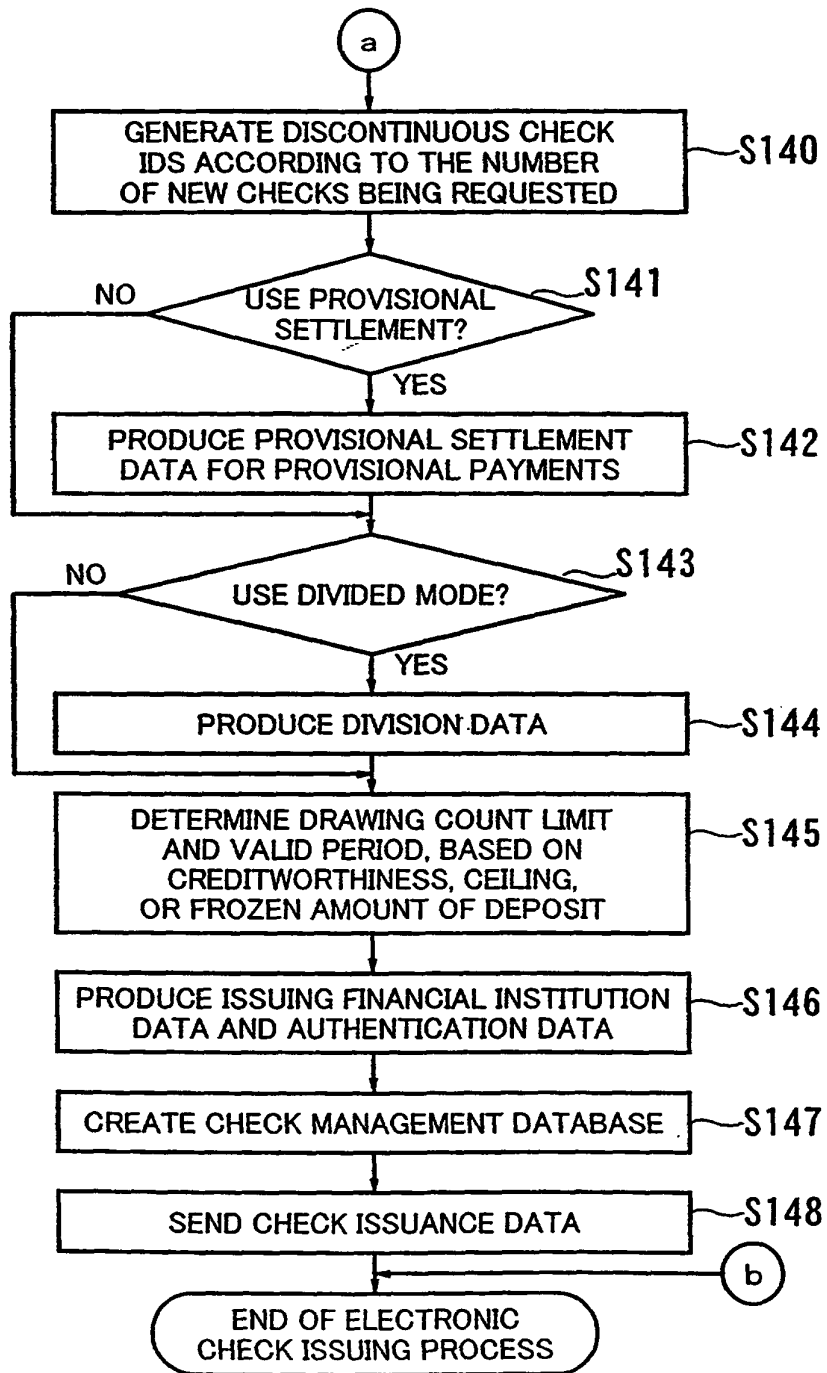 a
GENERATE DISCONTINUOUS CHECK
IDS ACCORDING TO THE NUMBER
OF NEW CHECKS BEING REQUESTED
S140
NO
USE PROVISIONAL
SETTLEMENT?
S141
YES
PRODUCE PROVISIONAL SETTLEMENT
DATA FOR PROVISIONAL PAYMENTS
S142
NO
USE DIVIDED MODE?
S143
YES
PRODUCE DIVISION DATA
S144
DETERMINE DRAWING COUNT LIMIT
AND VALID PERIOD, BASED ON
CREDITWORTHINESS, CEILING,
OR FROZEN AMOUNT OF DEPOSIT
S145
PRODUCE ISSUING FINANCIAL INSTITUTION
DATA AND AUTHENTICATION DATA
S146
CREATE CHECK MANAGEMENT DATABASE
S147
SEND CHECK ISSUANCE DATA
S148
b
END OF ELECTRONIC
CHECK ISSUING PROCESS